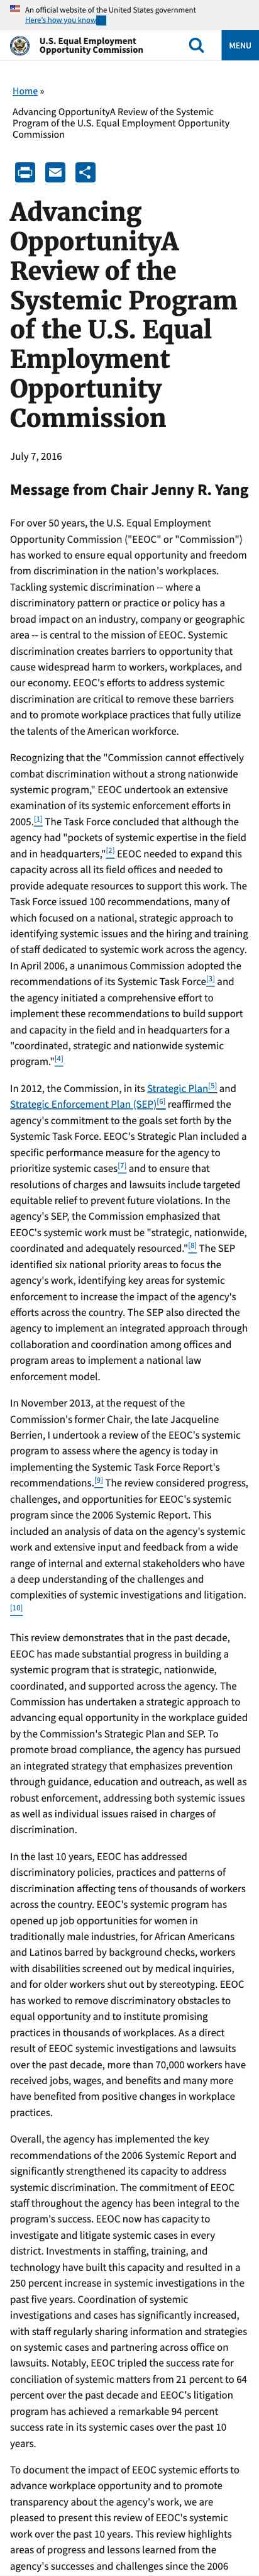 An official website of the United States government
Here's how you know
U.S. Equal Employment
Opportunity Commission
MENU
Home »
Advancing OpportunityA Review of the Systemic
Program of the U.S. Equal Employment Opportunity
Commission
Advancing
OpportunityA
Review of the
Systemic Program
of the U.S. Equal
Employment
Opportunity
Commission
July 7, 2016
Message from Chair Jenny R. Yang
For over 50 years, the U.S. Equal Employment
Opportunity Commission ("EEOC" or "Commission")
has worked to ensure equal opportunity and freedom
from discrimination in the nation's workplaces.
Tackling systemic discrimination -- where a
discriminatory pattern or practice or policy has a
broad impact on an industry, company or geographic
area -- is central to the mission of EEOC. Systemic
discrimination creates barriers to opportunity that
cause widespread harm to workers, workplaces, and
our economy. EEOC's efforts to address systemic
discrimination are critical to remove these barriers
and to promote workplace practices that fully utilize
the talents of the American workforce.
Recognizing that the "Commission cannot effectively
combat discrimination without a strong nationwide
systemic program," EEOC undertook an extensive
examination of its systemic enforcement efforts in
2005.[1] The Task Force concluded that although the
agency had "pockets of systemic expertise in the field
and in headquarters,"[2] EEOC needed to expand this
capacity across all its field offices and needed to
provide adequate resources to support this work. The
Task Force issued 100 recommendations, many of
which focused on a national, strategic approach to
identifying systemic issues and the hiring and training
of staff dedicated to systemic work across the agency.
In April 2006, a unanimous Commission adopted the
recommendations of its Systemic Task Force[3] and
the agency initiated a comprehensive effort to
implement these recommendations to build support
and capacity in the field and in headquarters for a
"coordinated, strategic and nationwide systemic
program."[4]
In 2012, the Commission, in its Strategic Plan[5] and
Strategic Enforcement Plan (SEP)[6] reaffirmed the
agency's commitment to the goals set forth by the
Systemic Task Force. EEOC's Strategic Plan included a
specific performance measure for the agency to
prioritize systemic cases[7] and to ensure that
resolutions of charges and lawsuits include targeted
equitable relief to prevent future violations. In the
agency's SEP, the Commission emphasized that
EEOC's systemic work must be "strategic, nationwide,
coordinated and adequately resourced."[8] The SEP
identified six national priority areas to focus the
agency's work, identifying key areas for systemic
enforcement to increase the impact of the agency's
efforts across the country. The SEP also directed the
agency to implement an integrated approach through
collaboration and coordination among offices and
program areas to implement a national law
enforcement model.
In November 2013, at the request of the
Commission's former Chair, the late Jacqueline
Berrien, I undertook a review of the EEOC's systemic
program to assess where the agency is today in
implementing the Systemic Task Force Report's
recommendations.[9] The review considered progress,
challenges, and opportunities for EEOC's systemic
program since the 2006 Systemic Report. This
included an analysis of data on the agency's systemic
work and extensive input and feedback from a wide
range of internal and external stakeholders who have
a deep understanding of the challenges and
complexities of systemic investigations and litigation.
[10]
This review demonstrates that in the past decade,
EEOC has made substantial progress in building a
systemic program that is strategic, nationwide,
coordinated, and supported across the agency. The
Commission has undertaken a strategic approach to
advancing equal opportunity in the workplace guided
by the Commission's Strategic Plan and SEP. To
promote broad compliance, the agency has pursued
an integrated strategy that emphasizes prevention
through guidance, education and outreach, as well as
robust enforcement, addressing both systemic issues
as well as individual issues raised in charges of
discrimination.
In the last 10 years, EEOC has addressed
discriminatory policies, practices and patterns of
discrimination affecting tens of thousands of workers
across the country. EEOC's systemic program has
opened up job opportunities for women in
traditionally male industries, for African Americans
and Latinos barred by background checks, workers
with disabilities screened out by medical inquiries,
and for older workers shut out by stereotyping. EEOC
has worked to remove discriminatory obstacles to
equal opportunity and to institute promising
practices in thousands of workplaces. As a direct
result of EEOC systemic investigations and lawsuits
over the past decade, more than 70,000 workers have
received jobs, wages, and benefits and many more
have benefited from positive changes in workplace
practices.
Overall, the agency has implemented the key
recommendations of the 2006 Systemic Report and
significantly strengthened its capacity to address
systemic discrimination. The commitment of EEOC
staff throughout the agency has been integral to the
program's success. EEOC now has capacity to
investigate and litigate systemic cases in every
district. Investments in staffing, training, and
technology have built this capacity and resulted in a
250 percent increase in systemic investigations in the
past five years. Coordination of systemic
investigations and cases has significantly increased,
with staff regularly sharing information and strategies
on systemic cases and partnering across office on
lawsuits. Notably, EEOC tripled the success rate for
conciliation of systemic matters from 21 percent to 64
percent over the past decade and EEOC's litigation
program has achieved a remarkable 94 percent
success rate in its systemic cases over the past 10
years.
To document the impact of EEOC systemic efforts to
advance workplace opportunity and to promote
transparency about the agency's work, we are
pleased to present this review of EEOC's systemic
work over the past 10 years. This review highlights
areas of progress and lessons learned from the
agency's successes and challenges since the 2006